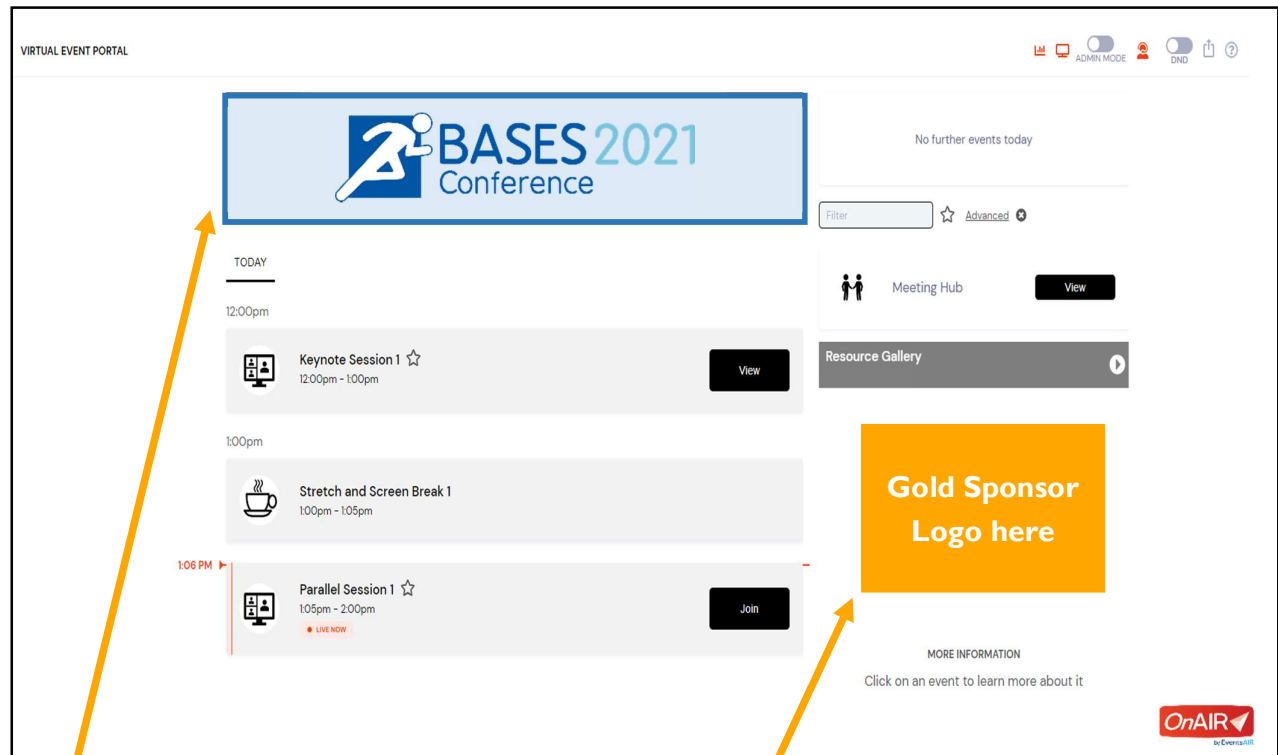 VIRTUAL EVENT PORTAL
ADMIN MODE
DND
BASES 2021
Conference
No further events today
Filter
Advanced
TODAY
Meeting Hub
View
12:00pm
Keynote Session 1
12:00pm - 1:00pm
View
Resource Gallery
1:00pm
Stretch and Screen Break 1
1:00pm - 1:05pm
Gold Sponsor
Logo here
1:06 PM
Parallel Session 1
1:05pm - 2:00pm
LIVE NOW
Join
MORE INFORMATION
Click on an event to learn more about it
OnAIR
by EventsAIR